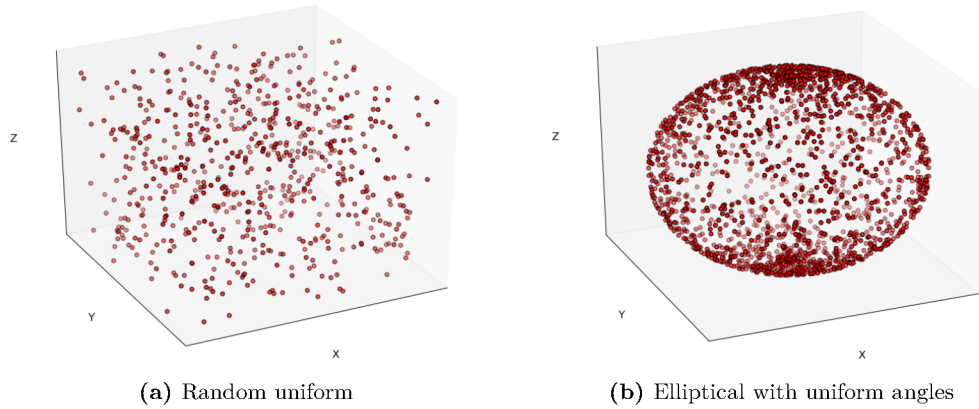 Z
Y
X
(a) Random uniform
Z
Y
X
(b) Elliptical with uniform angles